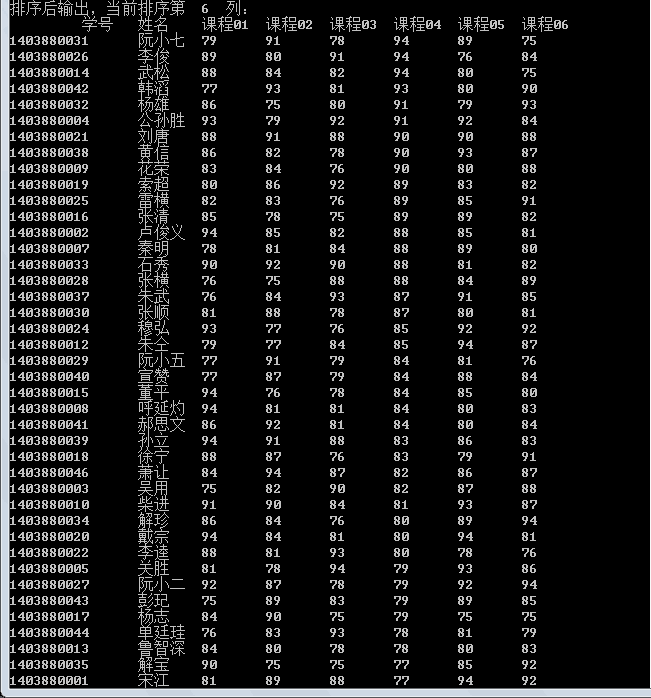 排序后输出，当前排序第 6 列：
学号 姓名 课程01 课程02 课程03 课程04 课程05 课程06
1403880031 阮小七 79 91 78 94 89 75
1403880026 李俊 89 80 91 94 76 84
1403880014 武松 88 84 82 94 80 75
1403880042 韩滔 77 93 81 93 80 90
1403880032 杨雄 86 75 80 91 79 93
1403880004 公孙胜 93 79 92 91 92 84
1403880021 刘唐 88 91 88 90 90 88
1403880038 黄信 86 82 78 90 93 87
1403880009 花荣 83 84 76 90 80 88
1403880019 索超 80 86 92 89 83 82
1403880025 雷横 82 83 76 89 85 91
1403880016 张清 85 78 75 89 89 82
1403880002 卢俊义 94 85 82 88 85 81
1403880007 秦明 78 81 84 88 89 80
1403880033 石秀 90 92 90 88 81 82
1403880028 张横 76 75 88 88 84 89
1403880037 朱武 76 84 93 87 91 85
1403880030 张顺 81 88 78 87 80 81
1403880024 穆弘 93 77 76 85 92 92
1403880012 朱仝 79 77 84 85 94 87
1403880029 阮小五 77 91 79 84 81 76
1403880040 宣赞 77 87 79 84 88 84
1403880015 董平 94 76 78 84 85 80
1403880008 呼延灼 94 81 81 84 80 83
1403880041 郝思文 86 92 81 84 80 84
1403880039 孙立 94 91 88 83 86 83
1403880018 徐宁 88 87 76 83 79 91
1403880046 萧让 84 94 87 82 86 87
1403880003 吴用 75 82 90 82 87 88
1403880010 柴进 91 90 84 81 93 87
1403880034 解珍 86 84 76 80 89 94
1403880020 戴宗 94 84 81 80 94 81
1403880022 李逵 88 81 93 80 78 76
1403880005 关胜 81 78 94 79 93 86
1403880027 阮小二 92 87 78 79 92 94
1403880043 彭玘 75 89 83 79 89 85
1403880017 杨志 84 90 75 79 75 75
1403880044 单廷珪 76 83 93 78 81 79
1403880013 鲁智深 84 80 78 78 80 83
1403880035 解宝 90 75 75 77 85 92
1403880001 宋江 81 89 88 77 94 92